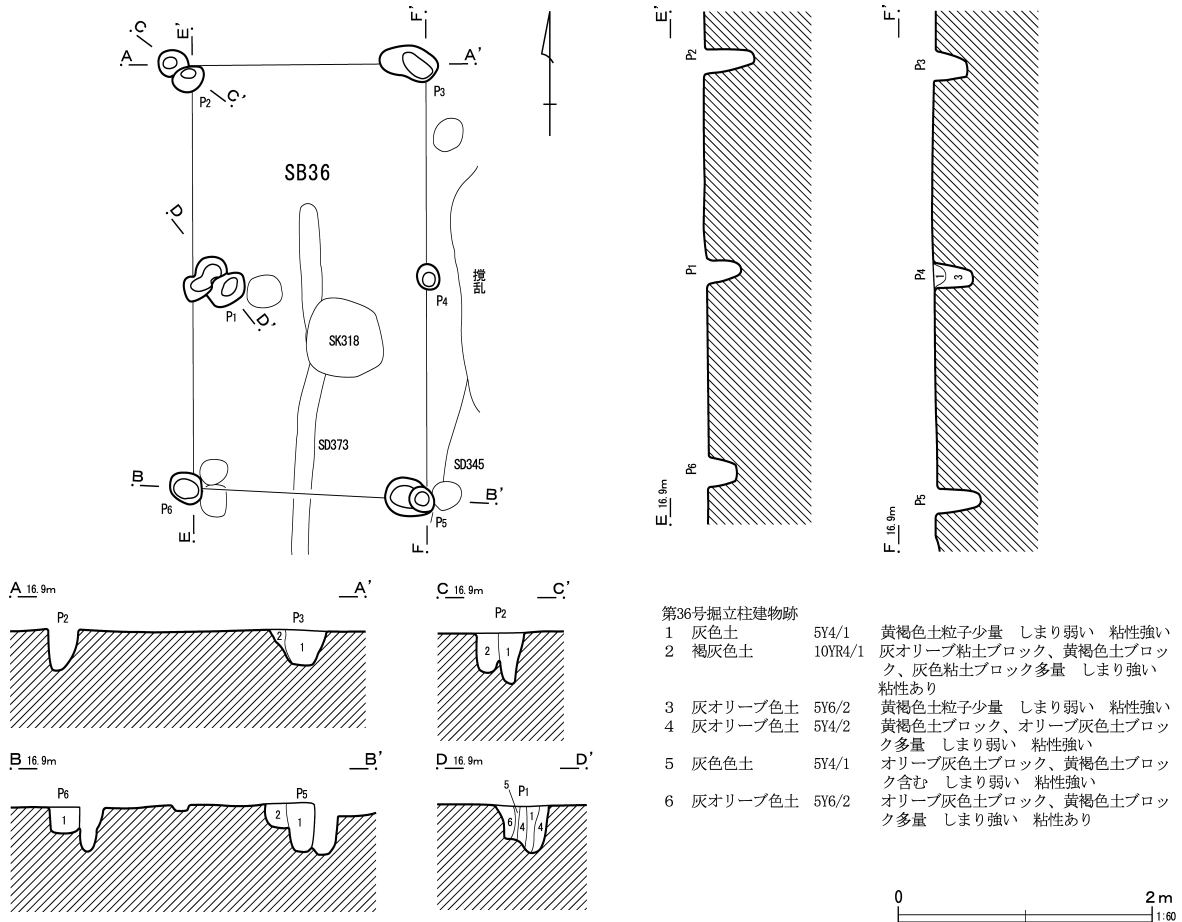 C
E'
F'
A
A'
P2
C'
P3
SB36
D
P1
D'
P4
撹乱
SK318
SD373
SD345
B
B'
P6
P5
E
F
E'
P2
P1
P6
E 16.9m
F'
P3
P4
1 3
P5
F 16.9m
A 16.9m A'
P2 P3
2 1
C 16.9m C'
P2
2 1
B 16.9m B'
P6 P5
1 2 1
D 16.9m D'
5 P1
6 4 1 4
第36号掘立柱建物跡
1 灰色土 5Y4/1 黄褐色土粒子少量 しまり弱い 粘性強い
2 褐灰色土 10YR4/1 灰オリーブ粘土ブロック、黄褐色土ブロッ
ク、灰色粘土ブロック多量 しまり強い
粘性あり
3 灰オリーブ色土 5Y6/2 黄褐色土粒子少量 しまり弱い 粘性強い
4 灰オリーブ色土 5Y4/2 黄褐色土ブロック、オリーブ灰色土ブロッ
ク多量 しまり弱い 粘性強い
5 灰色色土 5Y4/1 オリーブ灰色土ブロック、黄褐色土ブロッ
ク含む しまり弱い 粘性強い
6 灰オリーブ色土 5Y6/2 オリーブ灰色土ブロック、黄褐色土ブロッ
ク多量 しまり強い 粘性あり
0 2m
1:60